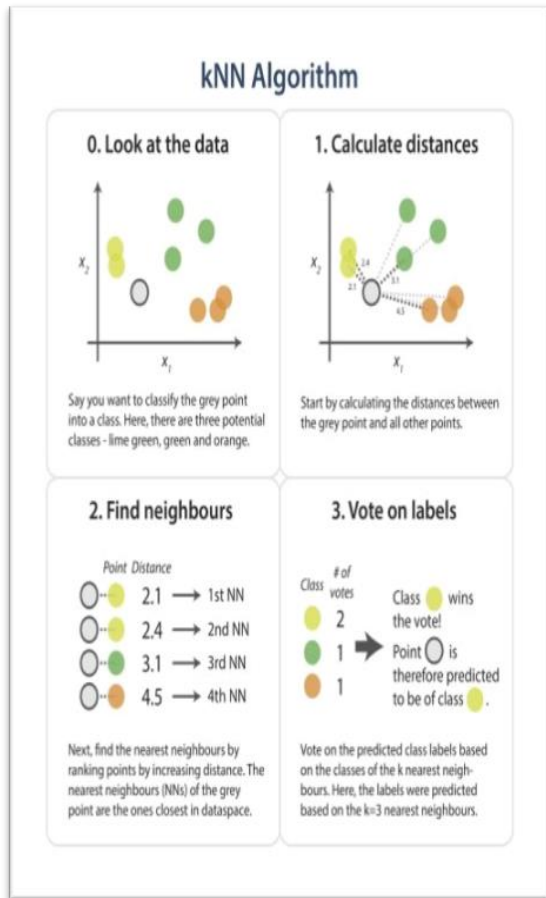 kNN Algorithm
0. Look at the data
X₂
X₁
Say you want to classify the grey point
into a class. Here, there are three potential
classes - lime green, green and orange.
1. Calculate distances
X₂
2.4
2.1
3.1
4.5
X₁
Start by calculating the distances between
the grey point and all other points.
2. Find neighbours
Point Distance
2.1 → 1st NN
2.4 → 2nd NN
3.1 → 3rd NN
4.5 → 4th NN
Next, find the nearest neighbours by
ranking points by increasing distance. The
nearest neighbours (NNs) of the grey
point are the ones closest in dataspace.
3. Vote on labels
Class # of votes
2
1
1
Class wins
the vote!
Point is
therefore predicted
to be of class .
Vote on the predicted class labels based
on the classes of the k nearest neigh-
bours. Here, the labels were predicted
based on the k=3 nearest neighbours.